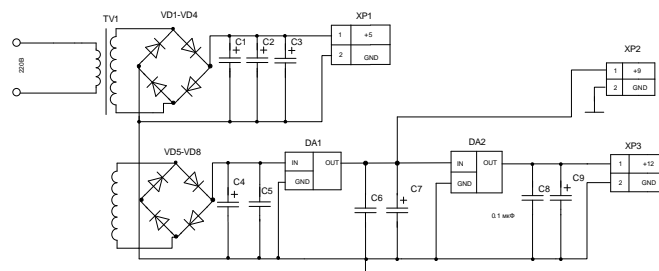 TV1
VD1-VD4
220В
C1
C2
C3
XP1
1 +5
2 GND
XP2
1 +9
2 GND
VD5-VD8
C4
C5
DA1
IN OUT
GND
C6
C7
DA2
IN OUT
GND
C8
C9
0.1 мкФ
XP3
1 +12
2 GND